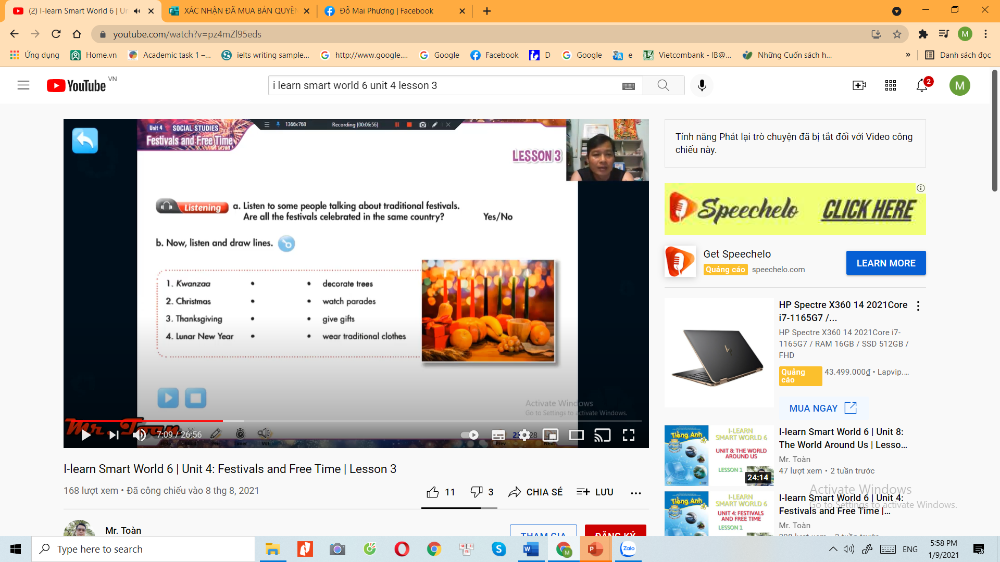 (2) I-learn Smart World 6 | Un
XÁC NHẬN ĐÃ MUA BẢN QUYỀN
Đỗ Mai Phương | Facebook
youtube.com/watch?v=pz4mZl95eds
M
Ứng dụng
Home.vn
Academic task 1 –...
ielts writing sample...
http://www.google....
Google
Facebook
D
Google
e
Vietcombank - IB@...
Những Cuốn sách h...
»
Danh sách đọc
YouTube VN
i learn smart world 6 unit 4 lesson 3
2
M
Unit 4 SOCIAL STUDIES
Festivals and Free Time
1366x768
Recording [00:06:56]
LESSON 3
Listening a. Listen to some people talking about traditional festivals.
Are all the festivals celebrated in the same country? Yes/No
b. Now, listen and draw lines.
1. Kwanzaa • • decorate trees
2. Christmas • • watch parades
3. Thanksgiving • • give gifts
4. Lunar New Year • • wear traditional clothes
Activate Windows
Go to Settings to activate Windows.
Mr. Toàn
7:09 / 26:56
I-learn Smart World 6 | Unit 4: Festivals and Free Time | Lesson 3
168 lượt xem • Đã công chiếu vào 8 thg 8, 2021
11
3
CHIA SẺ
LƯU
Mr. Toàn
THAM GIA
ĐĂNG KÝ
Tính năng Phát lại trò chuyện đã bị tắt đối với Video công
chiếu này.
Speechelo CLICK HERE
Get Speechelo
Quảng cáo speechelo.com
LEARN MORE
HP Spectre X360 14 2021Core
i7-1165G7 /...
HP Spectre X360 14 2021Core i7-
1165G7 / RAM 16GB / SSD 512GB /
FHD
Quảng
cáo
43.499.000₫ • Lapvip....
MUA NGAY
Tiếng Anh
I-LEARN
SMART WORLD 6
UNIT 8: THE WORLD
AROUND US
LESSON 1
24:14
I-learn Smart World 6 | Unit 8:
The World Around Us | Lesso...
Mr. Toàn
47 lượt xem • 2 tuần trước
Tiếng Anh
I-LEARN
SMART WORLD 6
UNIT 4: FESTIVALS
AND FREE TIME
LESSON 1
I-learn Smart World 6 | Unit 4:
Festivals and Free Time |...
Mr. Toàn
Activate Windows
Go to Settings to activate Windows.
Type here to search
Zalo
ENG
5:58 PM
1/9/2021